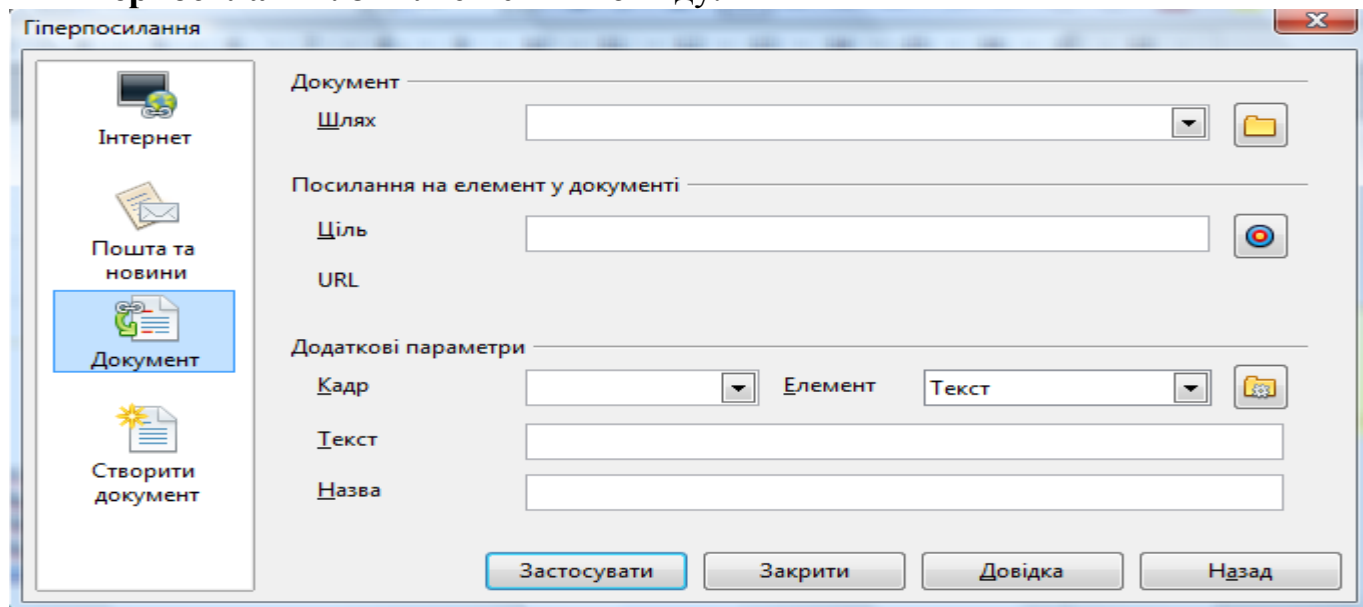 Гіперпосилання
Інтернет
Пошта та
новини
Документ
Створити
документ
Документ
Шлях
Посилання на елемент у документі
Ціль
URL
Додаткові параметри
Кадр Елемент Текст
Текст
Назва
Застосувати Закрити Довідка Назад